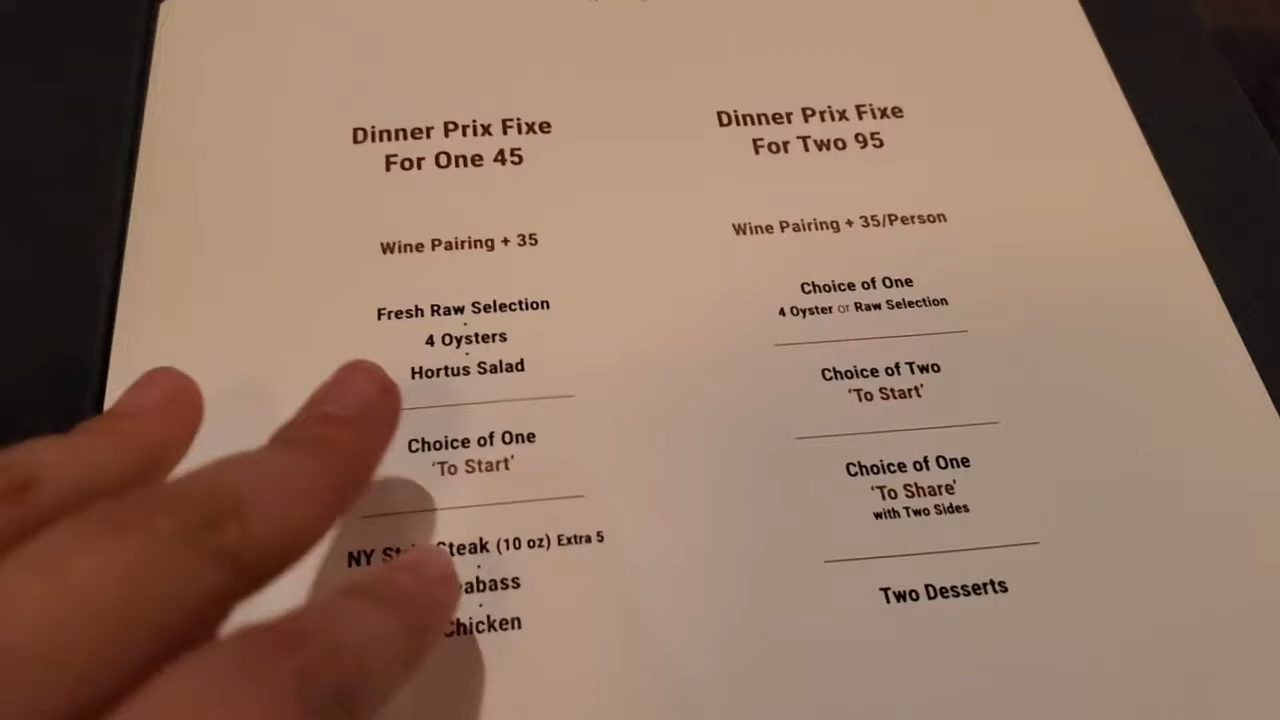 Dinner Prix Fixe
For One 45
Wine Pairing + 35
Fresh Raw Selection
4 Oysters
Hortus Salad
Choice of One
'To Start'
NY Steak (10 oz) Extra 5
Chicken
Dinner Prix Fixe
For Two 95
Wine Pairing + 35/Person
Choice of One
4 Oyster or Raw Selection
Choice of Two
'To Start'
Choice of One
'To Share'
with Two Sides
Two Desserts